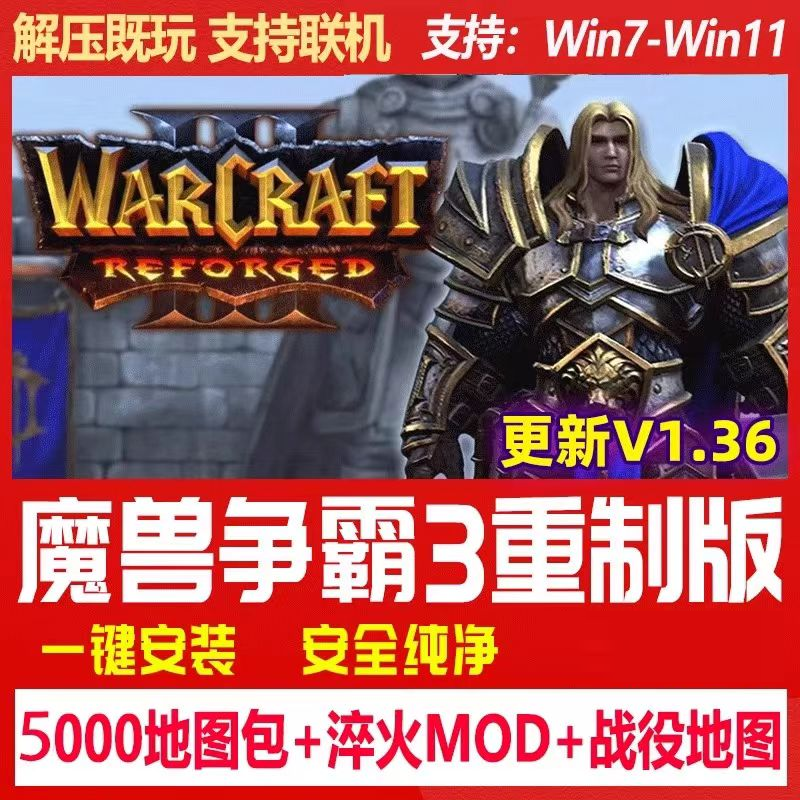 解压既玩 支持联机 支持：Win7-Win11
III
WARCRAFT
REFORGED
更新V1.36
魔兽争霸3重制版
一键安装 安全纯净
5000地图包+淬火MOD+战役地图